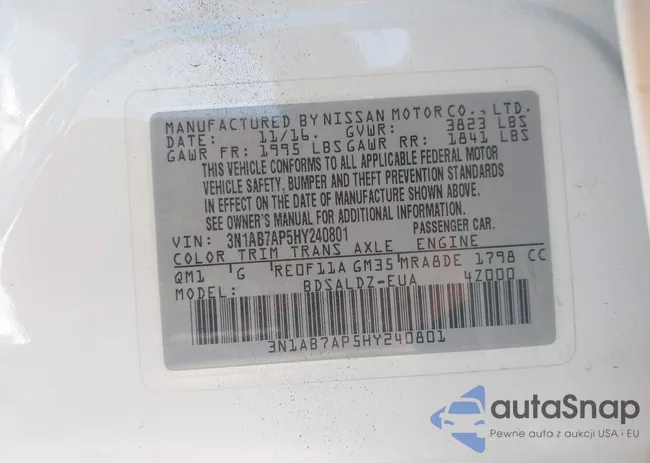 MANUFACTURED BY NISSAN MOTOR CO., LTD.
DATE: 11/16. GVWR: 3823 LBS
GAWR FR: 1995 LBS GAWR RR: 1841 LBS
THIS VEHICLE CONFORMS TO ALL APPLICABLE FEDERAL MOTOR
VEHICLE SAFETY, BUMPER AND THEFT PREVENTION STANDARDS
IN EFFECT ON THE DATE OF MANUFACTURE SHOWN ABOVE.
SEE OWNER'S MANUAL FOR ADDITIONAL INFORMATION
VIN: 3N1AB7AP5HY240801 PASSENGER CAR.
COLOR TRIM TRANS AXLE ENGINE
QM1 G RE0F11A GM35 MRA8DE 1798 CC
MODEL: BDSALDZ-EUA 4Z000
3N1AB7AP5HY240801
autoSnap
Pewne auta z aukcji USA i EU